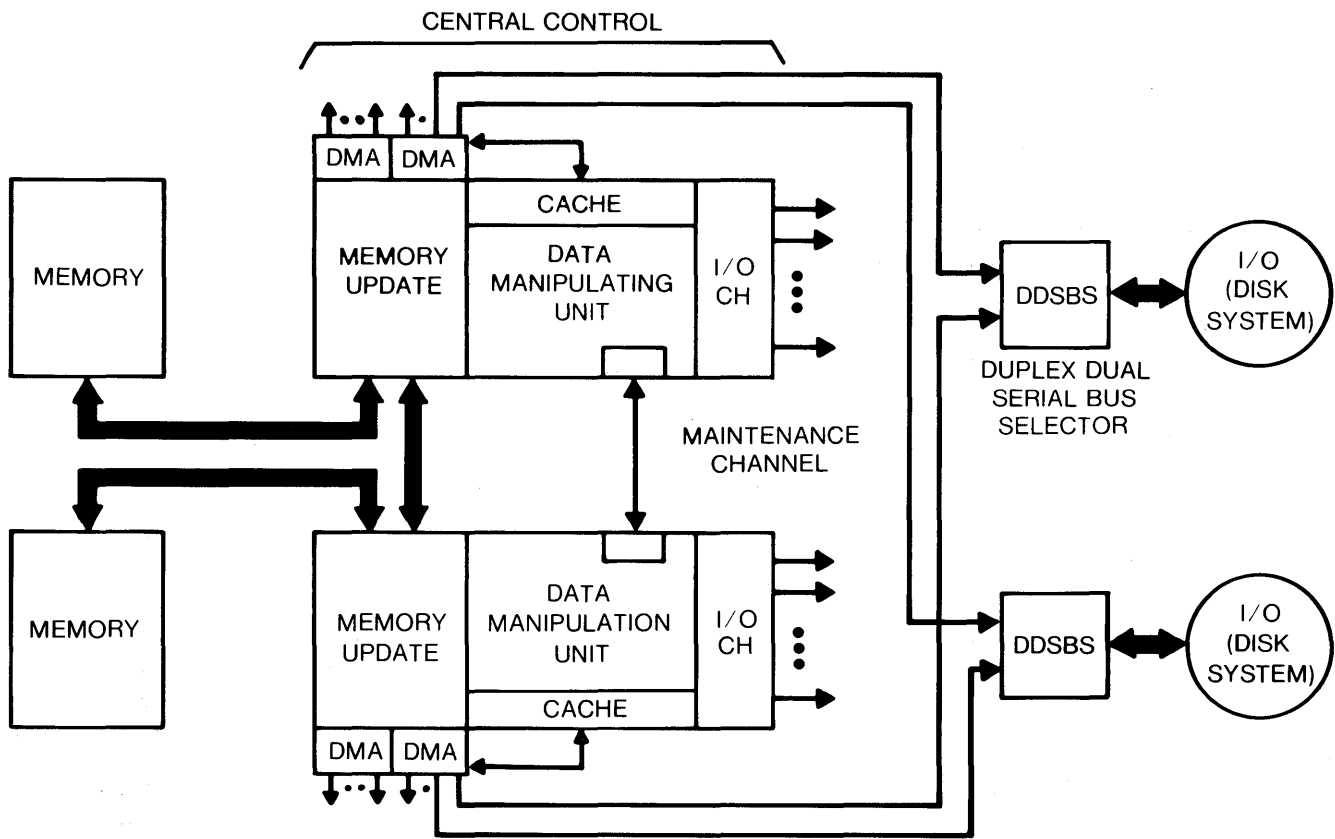 CENTRAL CONTROL
DMA
DMA
CACHE
MEMORY
MEMORY
UPDATE
DATA
MANIPULATING
UNIT
I/O
CH
DDSBS
I/O
(DISK
SYSTEM)
DUPLEX DUAL
SERIAL BUS
SELECTOR
MAINTENANCE
CHANNEL
MEMORY
MEMORY
UPDATE
DATA
MANIPULATION
UNIT
I/O
CH
DDSBS
I/O
(DISK
SYSTEM)
CACHE
DMA
DMA